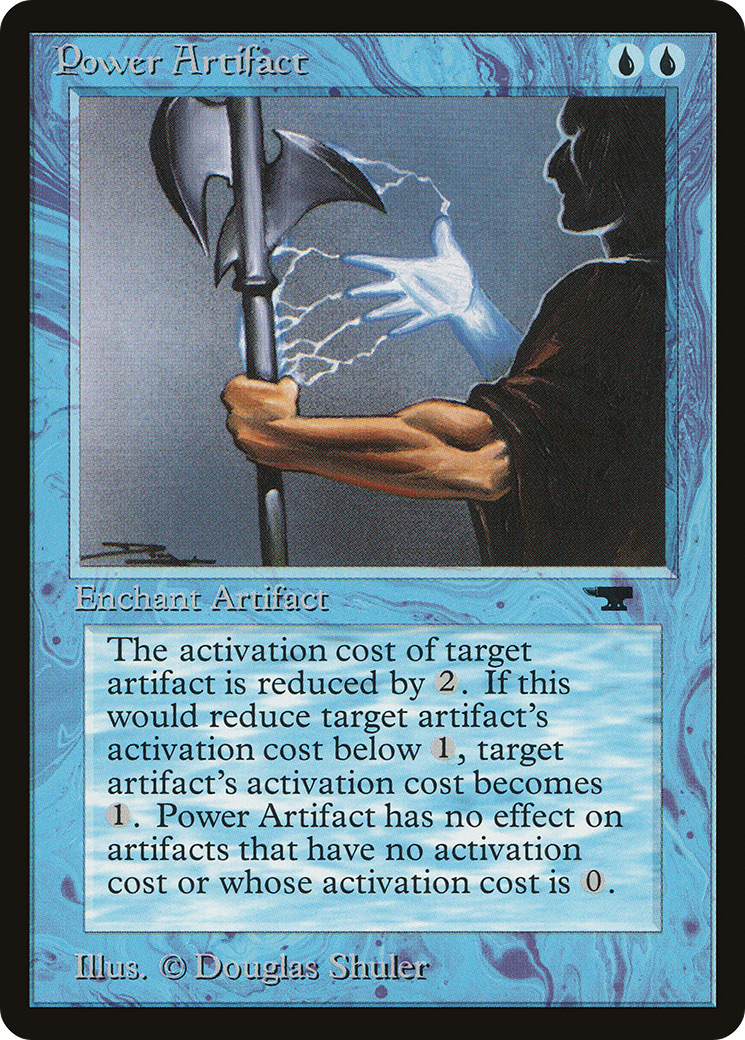 Power Artifact
Enchant Artifact
The activation cost of target
artifact is reduced by 2. If this
would reduce target artifact's
activation cost below 1, target
artifact's activation cost becomes
1. Power Artifact has no effect on
artifacts that have no activation
cost or whose activation cost is 0.
Illus. © Douglas Shuler